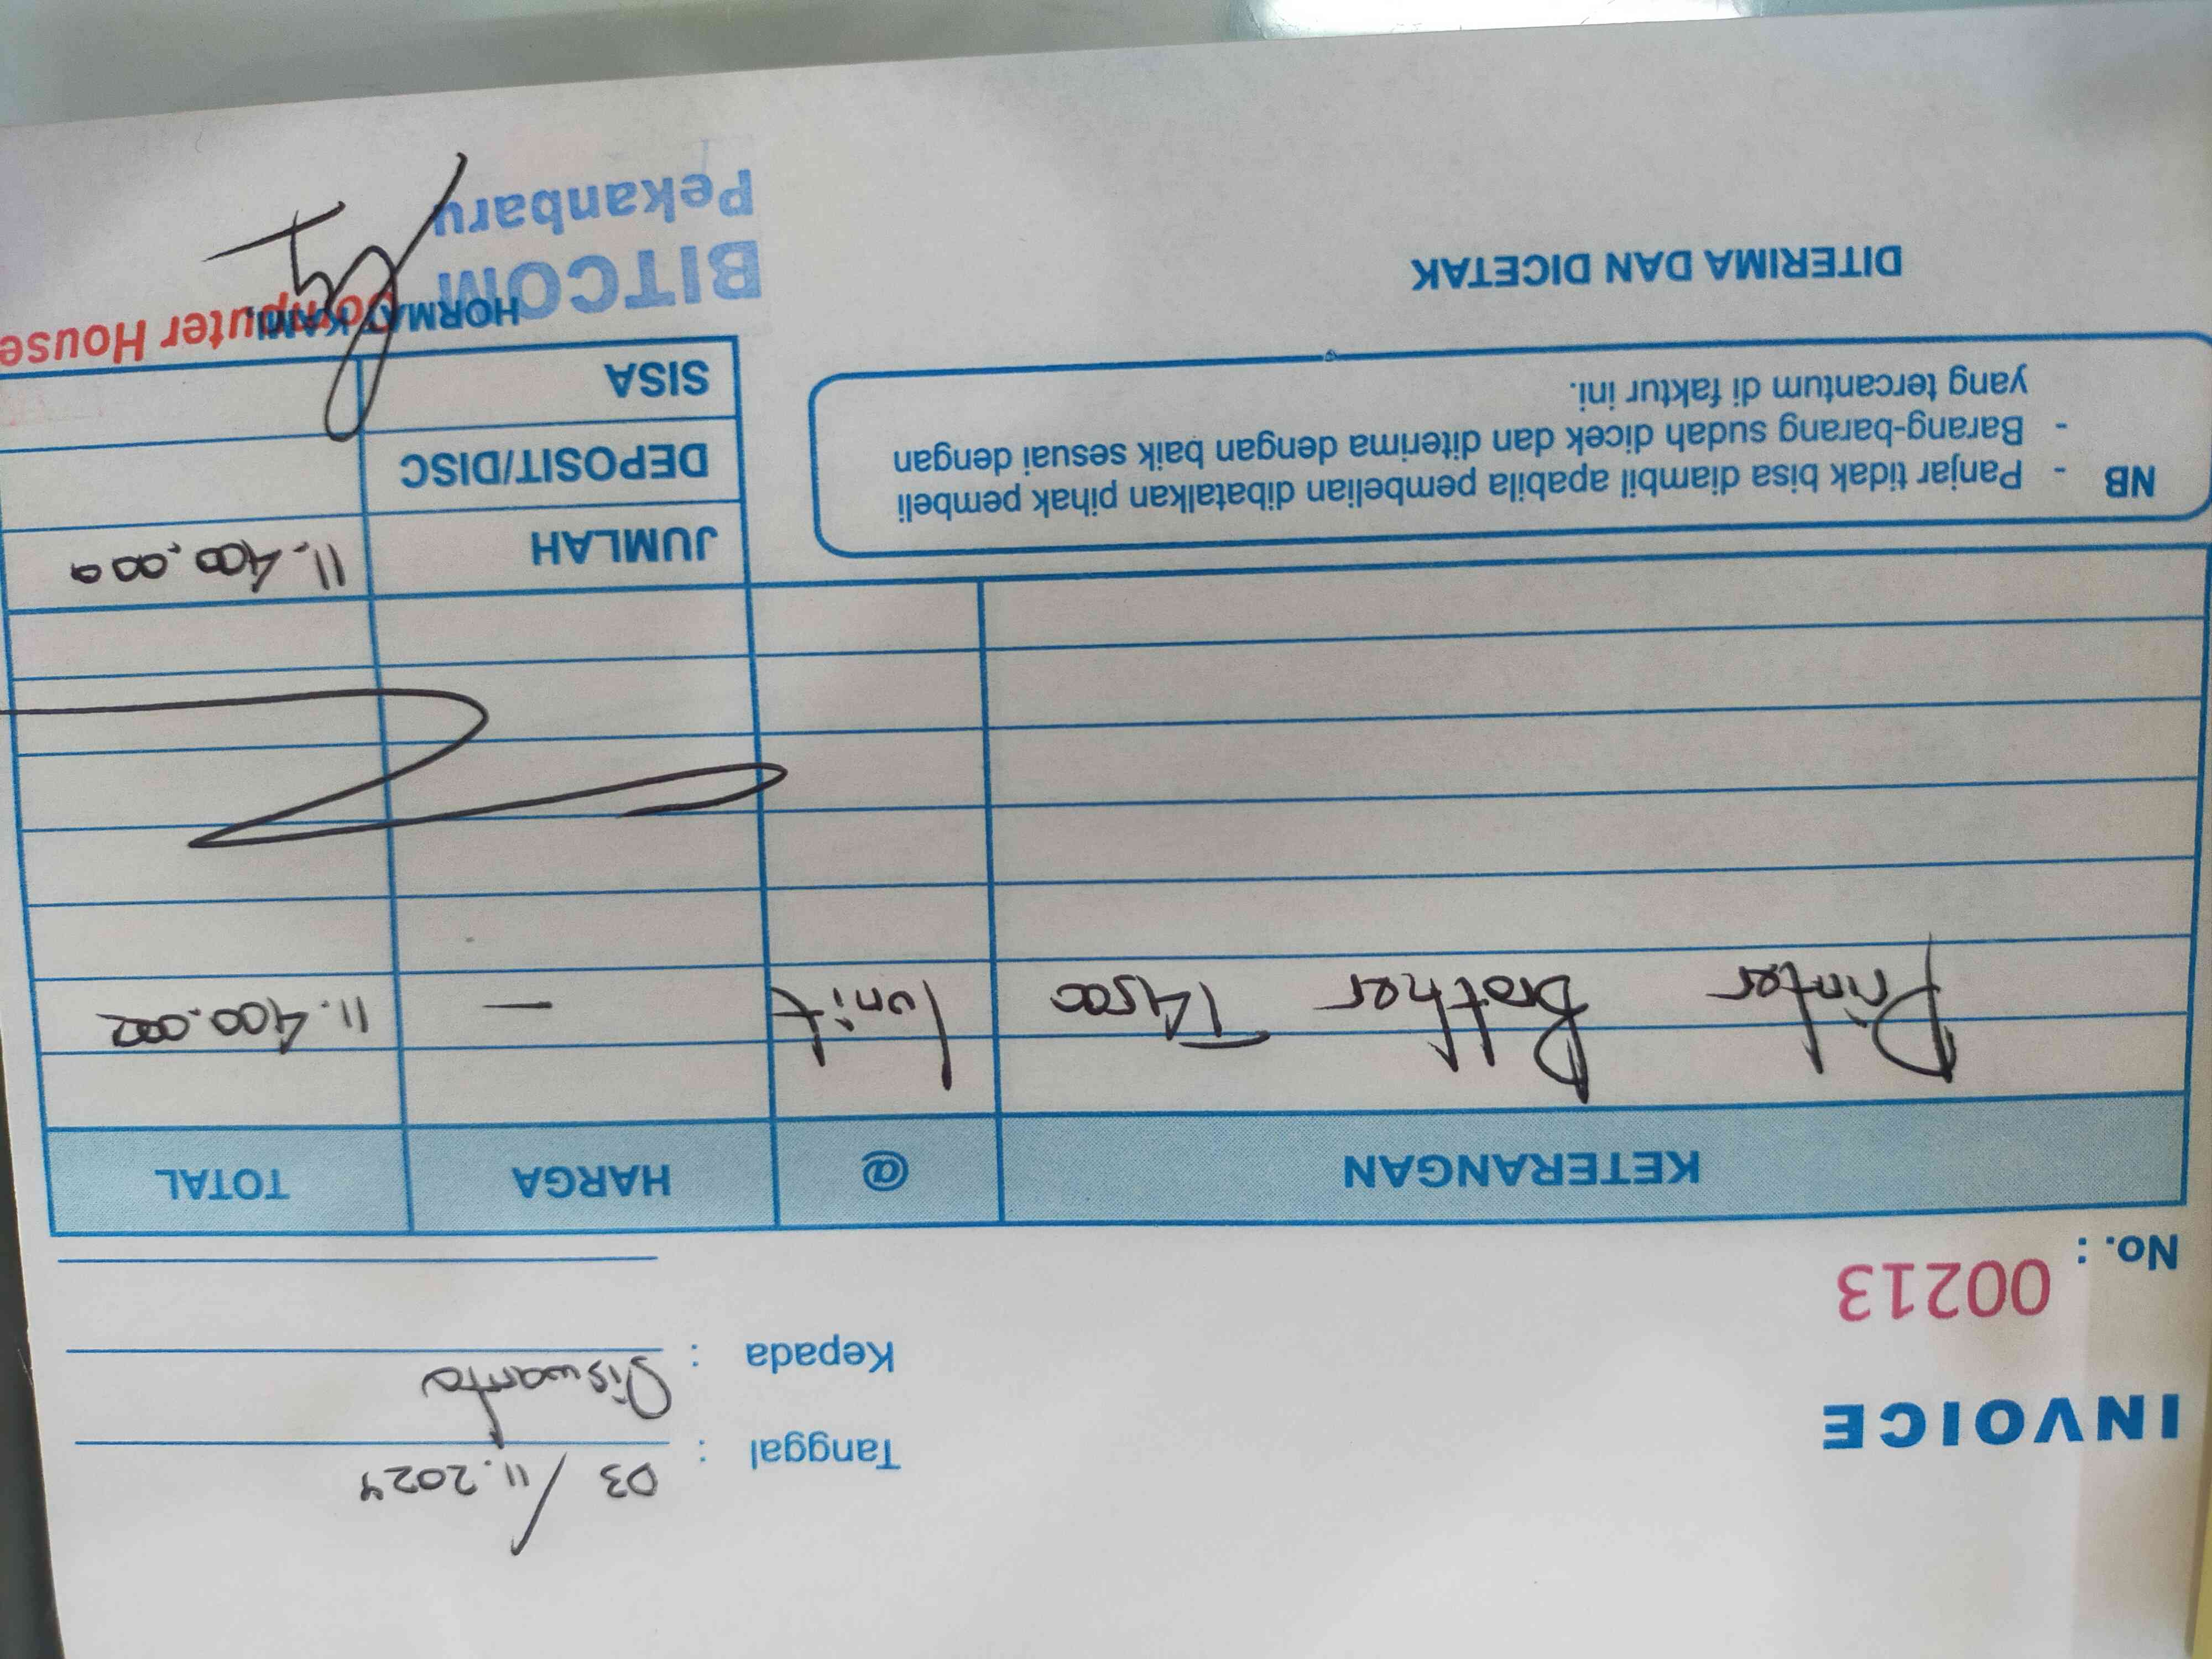 INVOICE
No. : 00213
Tanggal : 03/11.2024
Kepada : Siswanto
KETERANGAN @ HARGA TOTAL
Printer Brother T4500 1 unit - 11.400.000
NB - Panjar tidak bisa diambil apabila pembelian dibatalkan pihak pembeli
- Barang-barang sudah dicek dan diterima dengan baik sesuai dengan
yang tercantum di faktur ini.
JUMLAH 11.400.000
DEPOSIT/DISC
SISA
DITERIMA DAN DICETAK
HORMAT KAMI,
BITCOM
Computer House
Pekanbaru